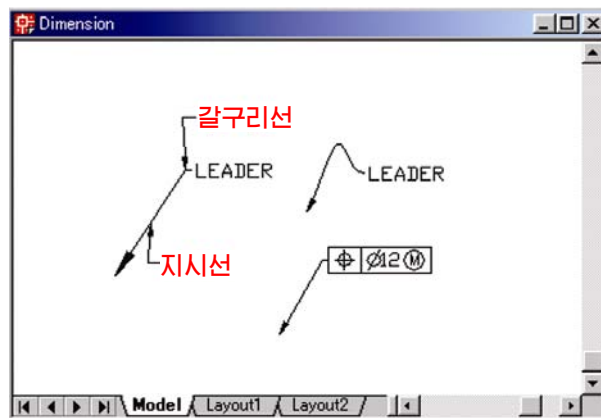 Dimension
갈구리선
LEADER
LEADER
지시선
⌖ Ø12 Ⓜ
Model Layout1 Layout2